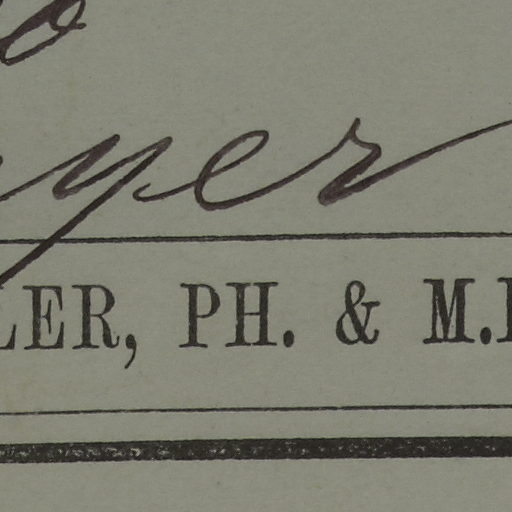 yer
LER, PH. & M.